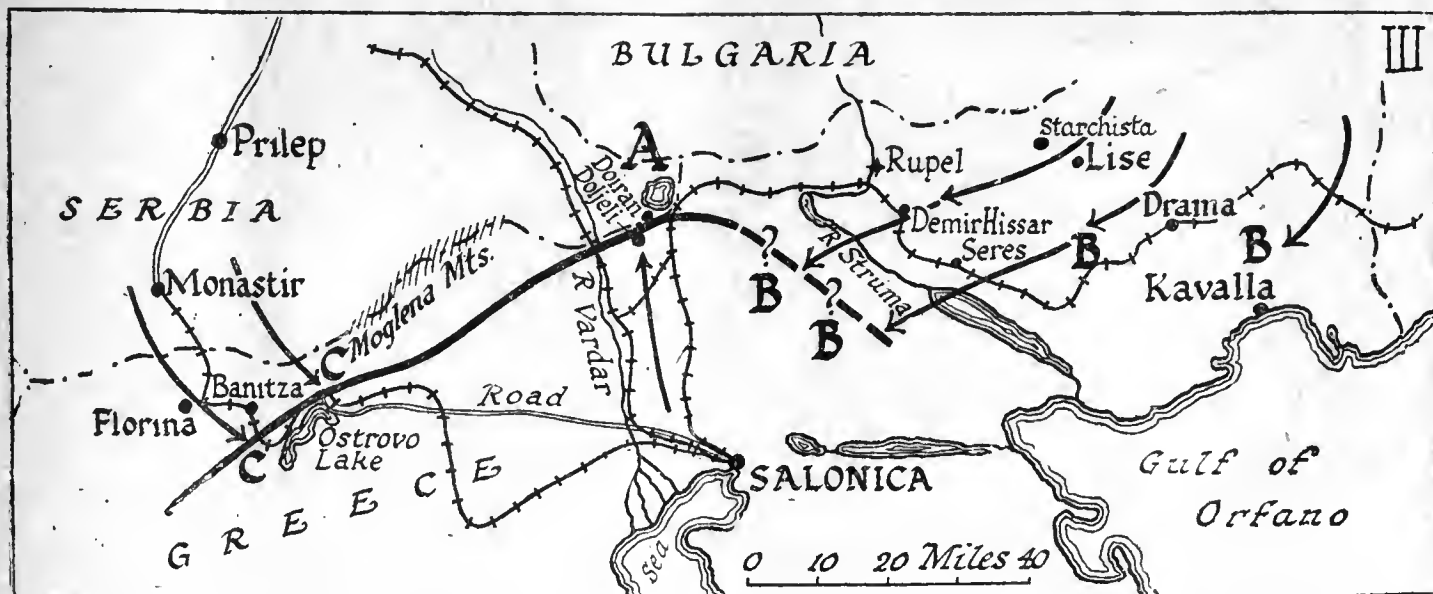 III
BULGARIA
Prilep
SERBIA
A
Doiran
Doljeli
Rupel
Starchista
Lise
Demir Hissar
Seres
Drama
B
B
Kavalla
Monastir
Moglena Mts.
C
R Vardar
R Struma
?
B
?
B
Banitza
Florina
C
Ostrovo
Lake
Road
GREECE
SALONICA
Sea
Gulf of
Orfano
0 10 20 Miles 40